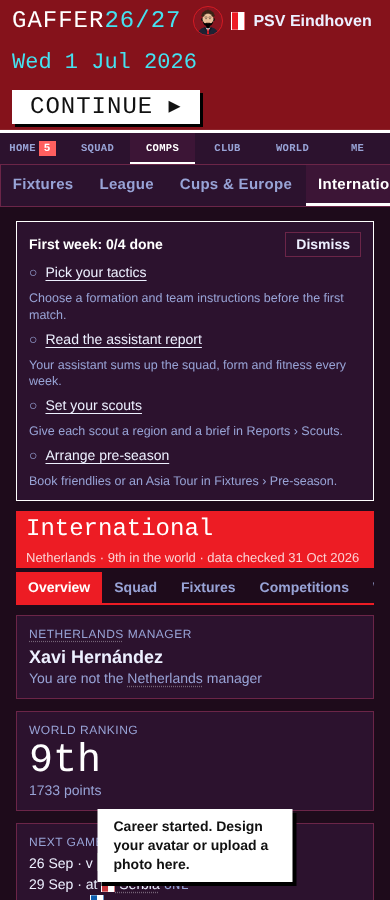 GAFFER26/27 PSV Eindhoven
Wed 1 Jul 2026
CONTINUE ►
HOME 5 SQUAD COMPS CLUB WORLD ME
Fixtures League Cups & Europe Internatio
First week: 0/4 done Dismiss
○ Pick your tactics
Choose a formation and team instructions before the first
match.
○ Read the assistant report
Your assistant sums up the squad, form and fitness every
week.
○ Set your scouts
Give each scout a region and a brief in Reports › Scouts.
○ Arrange pre-season
Book friendlies or an Asia Tour in Fixtures › Pre-season.
International
Netherlands · 9th in the world · data checked 31 Oct 2026
Overview Squad Fixtures Competitions
NETHERLANDS MANAGER
Xavi Hernández
You are not the Netherlands manager
WORLD RANKING
9th
1733 points
NEXT GAM
26 Sep · v
29 Sep · at Serbia
Career started. Design
your avatar or upload a
photo here.